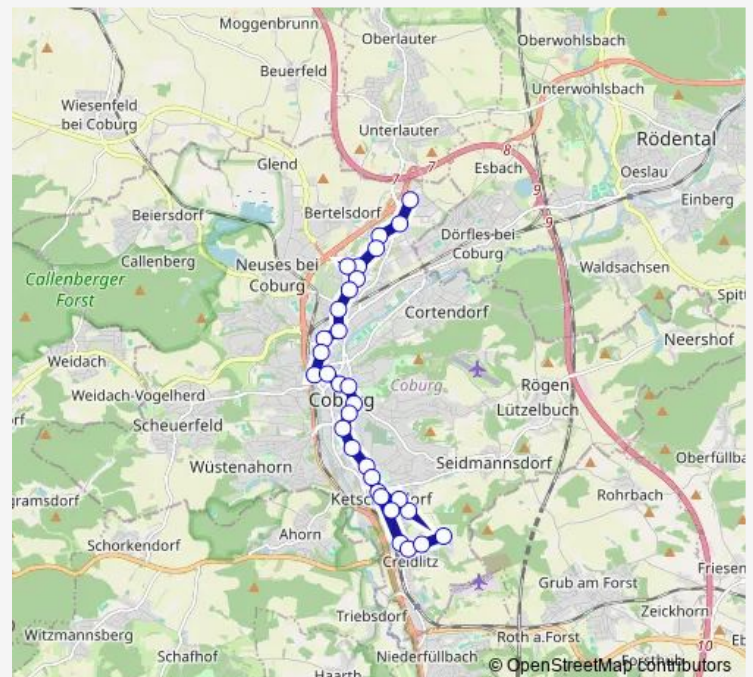 Moggenbrunn
Oberlauter
Oberwohlsbach
Beuerfeld
Unterwohlsbach
Wiesenfeld
bei Coburg
Unterlauter
Rödental
7
7
8
Glend
Esbach
Oeslau
9
Einberg
Beiersdorf
Bertelsdorf
9
Dörfles-bei-
Coburg
Callenberg
Neuses bei
Coburg
Waldsachsen
Callenberger
Forst
Cortendorf
Neershof
Weidach
Coburg
Rögen
Weidach-Vogelherd
Lützelbuch
Scheuerfeld
Wüstenahorn
Seidmannsdorf
Rohrbach
Ahorn
Schorkendorf
Creidlitz
Grub am Forst
Zeickhorn
Triebsdorf
Witzmannsberg
Roth a.Forst
10
Schafhof
Niederfüllbach
© OpenStreetMap contributors